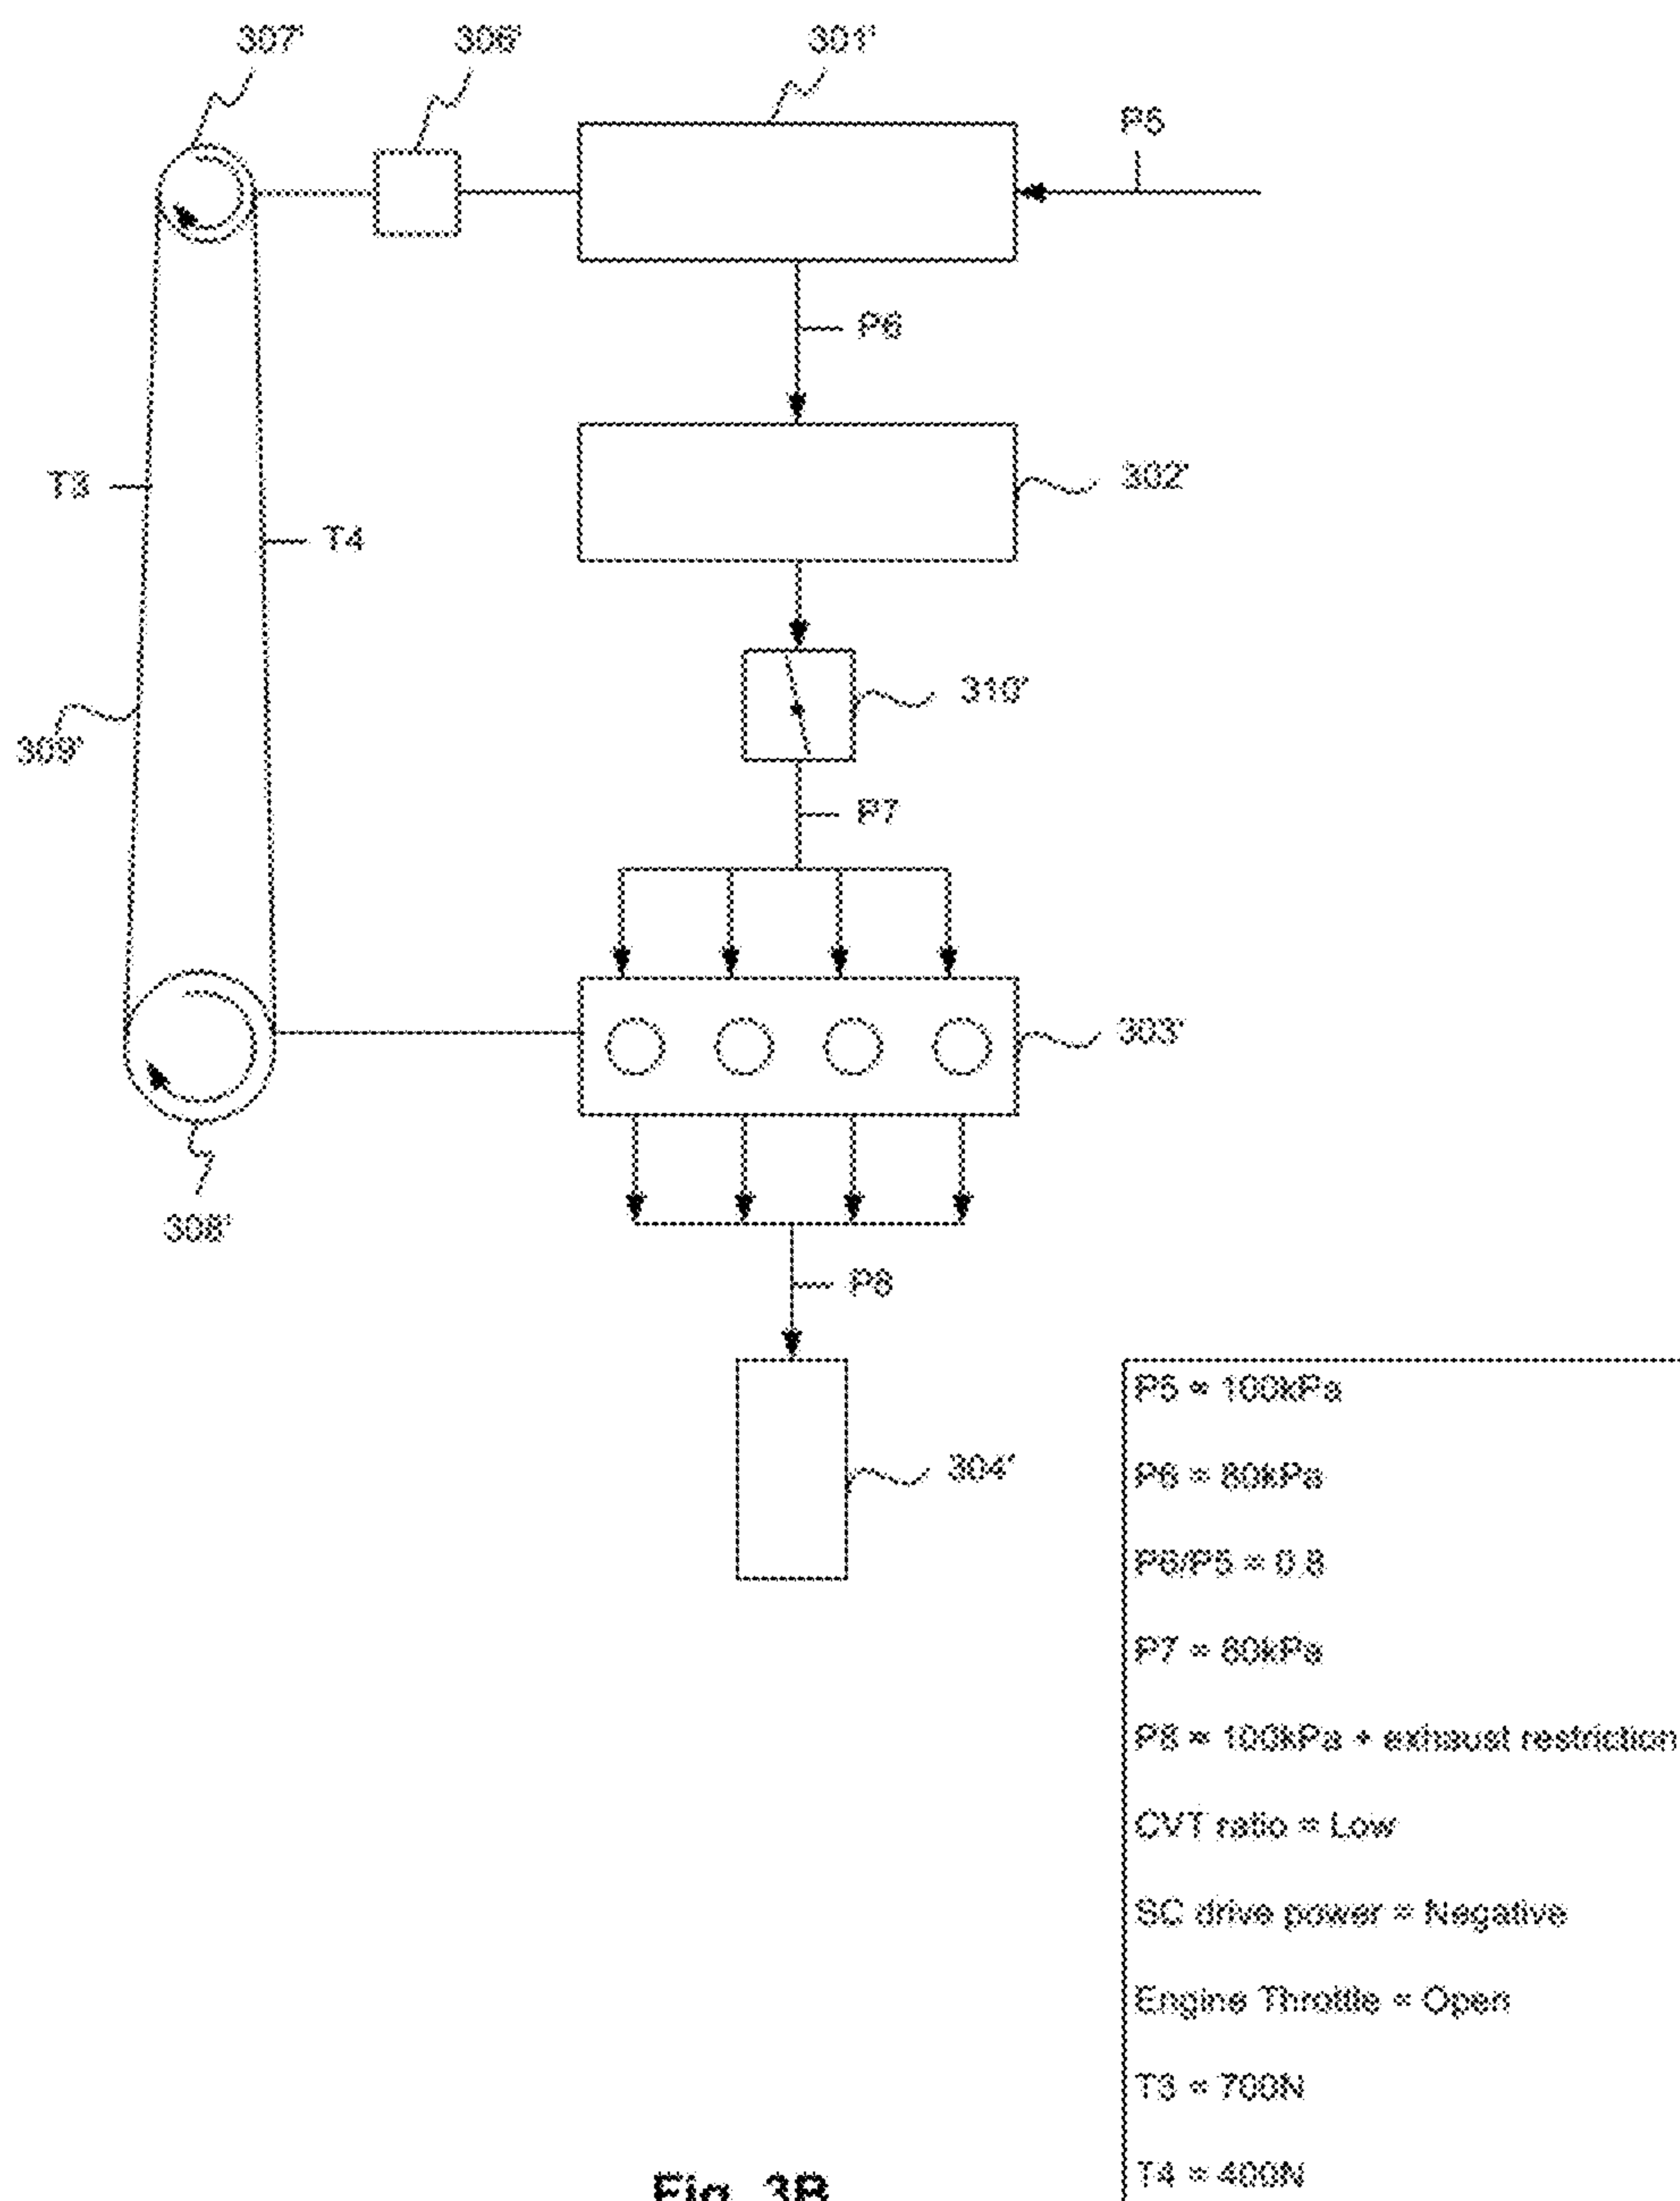 307' 306' 301'
P5
P6
T3
302'
T4
310'
309'
P7
303'
308'
P8
304'
P5 = 100kPa
P6 = 80kPa
P6/P5 = 0.8
P7 = 80kPa
P8 = 100kPa + exhaust restriction
CVT ratio = Low
SC drive power = Negative
Engine Throttle = Open
T3 = 700N
T4 = 400N
Fig. 3B